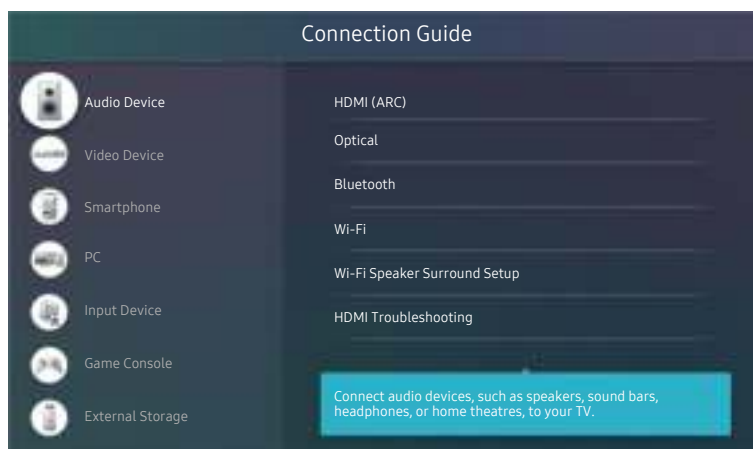 Connection Guide
Audio Device
Video Device
Smartphone
PC
Input Device
Game Console
External Storage
HDMI (ARC)
Optical
Bluetooth
Wi-Fi
Wi-Fi Speaker Surround Setup
HDMI Troubleshooting
Connect audio devices, such as speakers, sound bars,
headphones, or home theatres, to your TV.